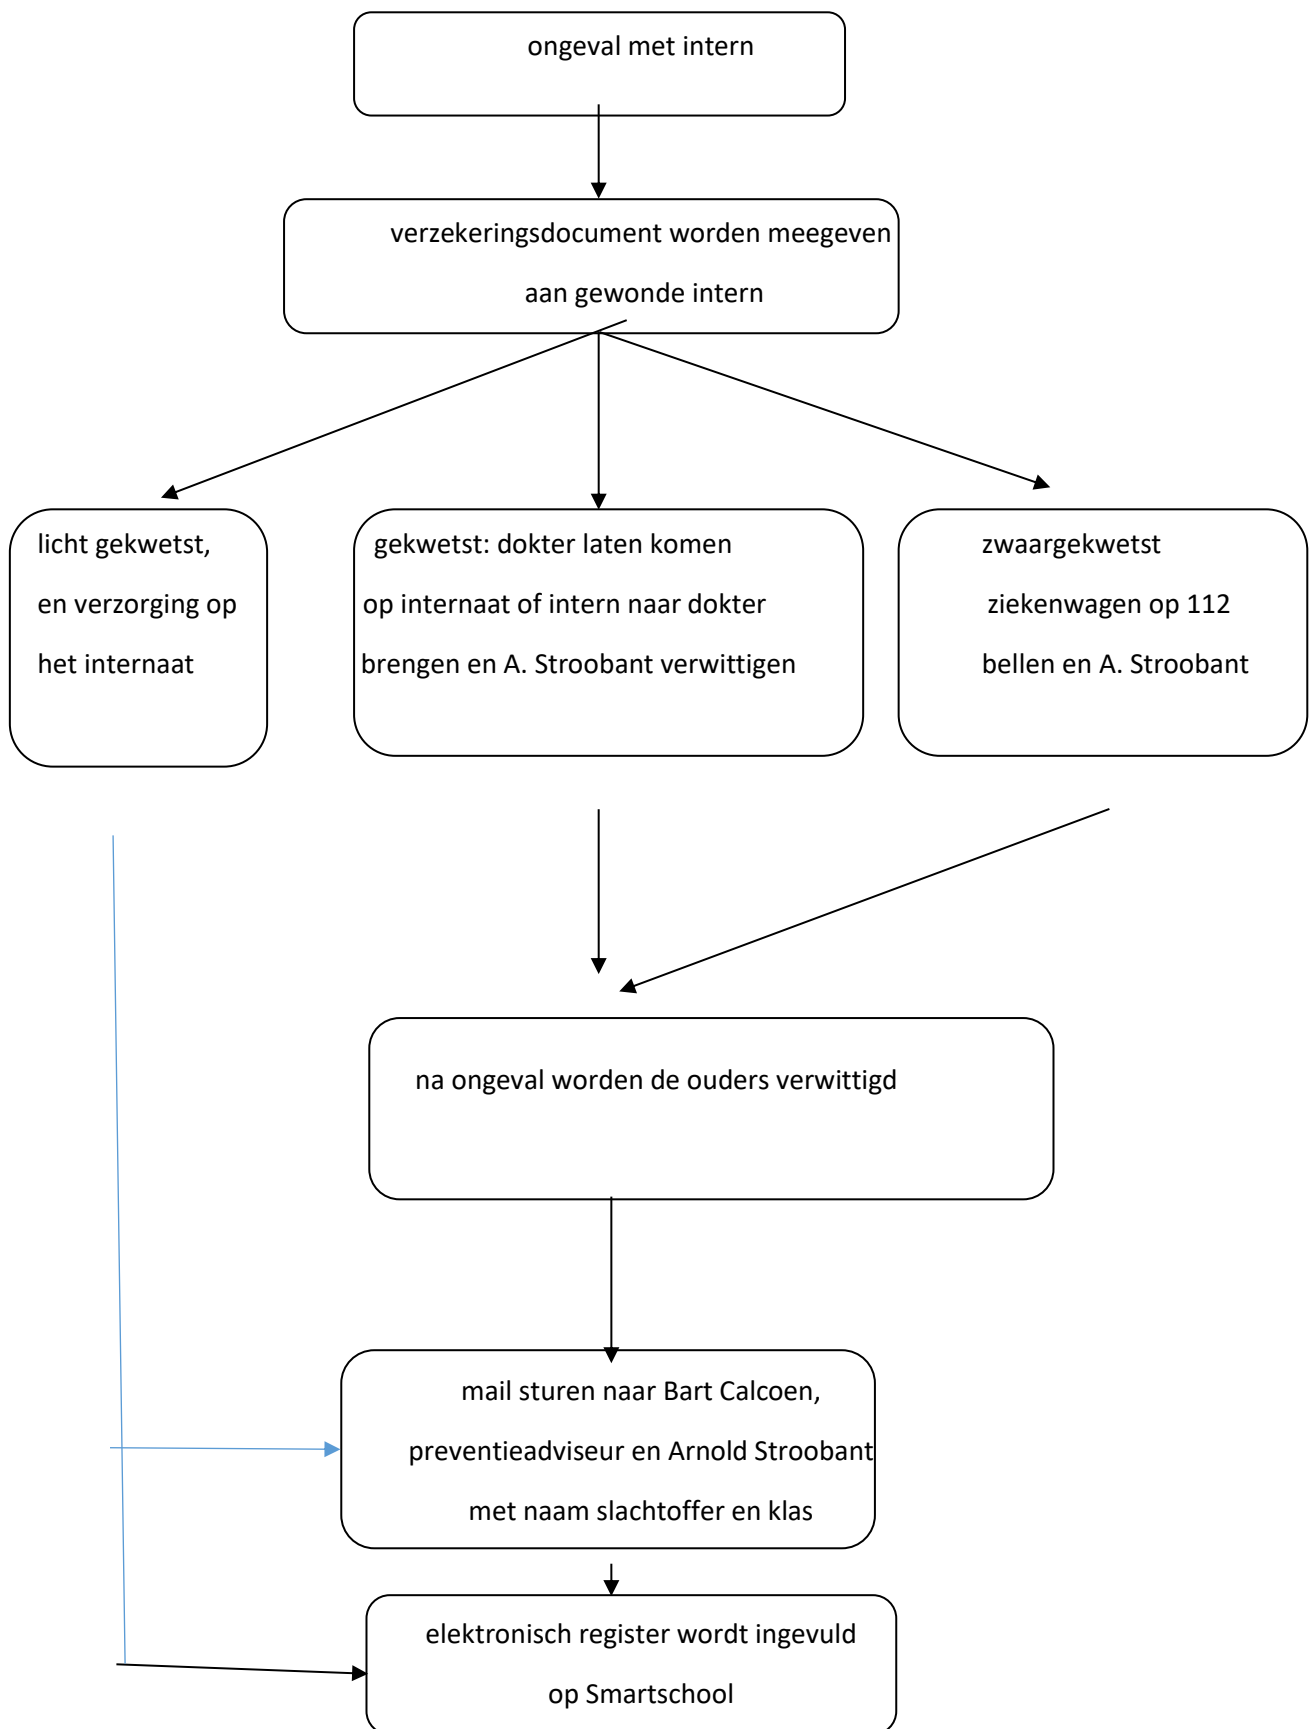 ongeval met intern
verzekeringsdocument worden meegeven
aan gewonde intern
licht gekwetst,
en verzorging op
het internaat
gekwetst: dokter laten komen
op internaat of intern naar dokter
brengen en A. Stroobant verwittigen
zwaargekwetst
ziekenwagen op 112
bellen en A. Stroobant
na ongeval worden de ouders verwittigd
mail sturen naar Bart Calcoen,
preventieadviseur en Arnold Stroobant
met naam slachtoffer en klas
elektronisch register wordt ingevuld
op Smartschool